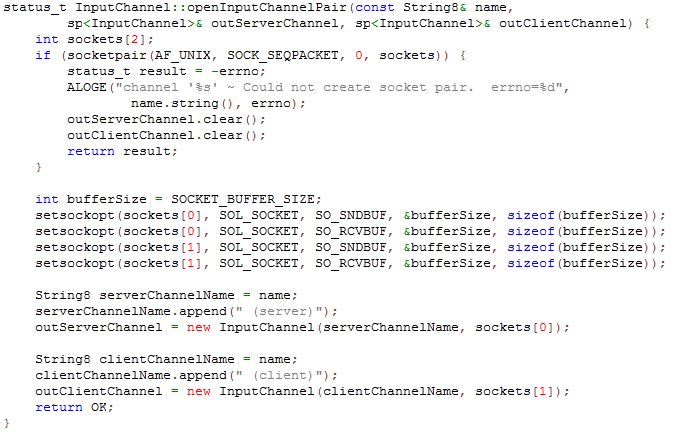 status_t InputChannel::openInputChannelPair(const String8& name,
        sp<InputChannel>& outServerChannel, sp<InputChannel>& outClientChannel) {
    int sockets[2];
    if (socketpair(AF_UNIX, SOCK_SEQPACKET, 0, sockets)) {
        status_t result = -errno;
        ALOGE("channel '%s' ~ Could not create socket pair.  errno=%d",
                name.string(), errno);
        outServerChannel.clear();
        outClientChannel.clear();
        return result;
    }

    int bufferSize = SOCKET_BUFFER_SIZE;
    setsockopt(sockets[0], SOL_SOCKET, SO_SNDBUF, &bufferSize, sizeof(bufferSize));
    setsockopt(sockets[0], SOL_SOCKET, SO_RCVBUF, &bufferSize, sizeof(bufferSize));
    setsockopt(sockets[1], SOL_SOCKET, SO_SNDBUF, &bufferSize, sizeof(bufferSize));
    setsockopt(sockets[1], SOL_SOCKET, SO_RCVBUF, &bufferSize, sizeof(bufferSize));

    String8 serverChannelName = name;
    serverChannelName.append(" (server)");
    outServerChannel = new InputChannel(serverChannelName, sockets[0]);

    String8 clientChannelName = name;
    clientChannelName.append(" (client)");
    outClientChannel = new InputChannel(clientChannelName, sockets[1]);
    return OK;
}